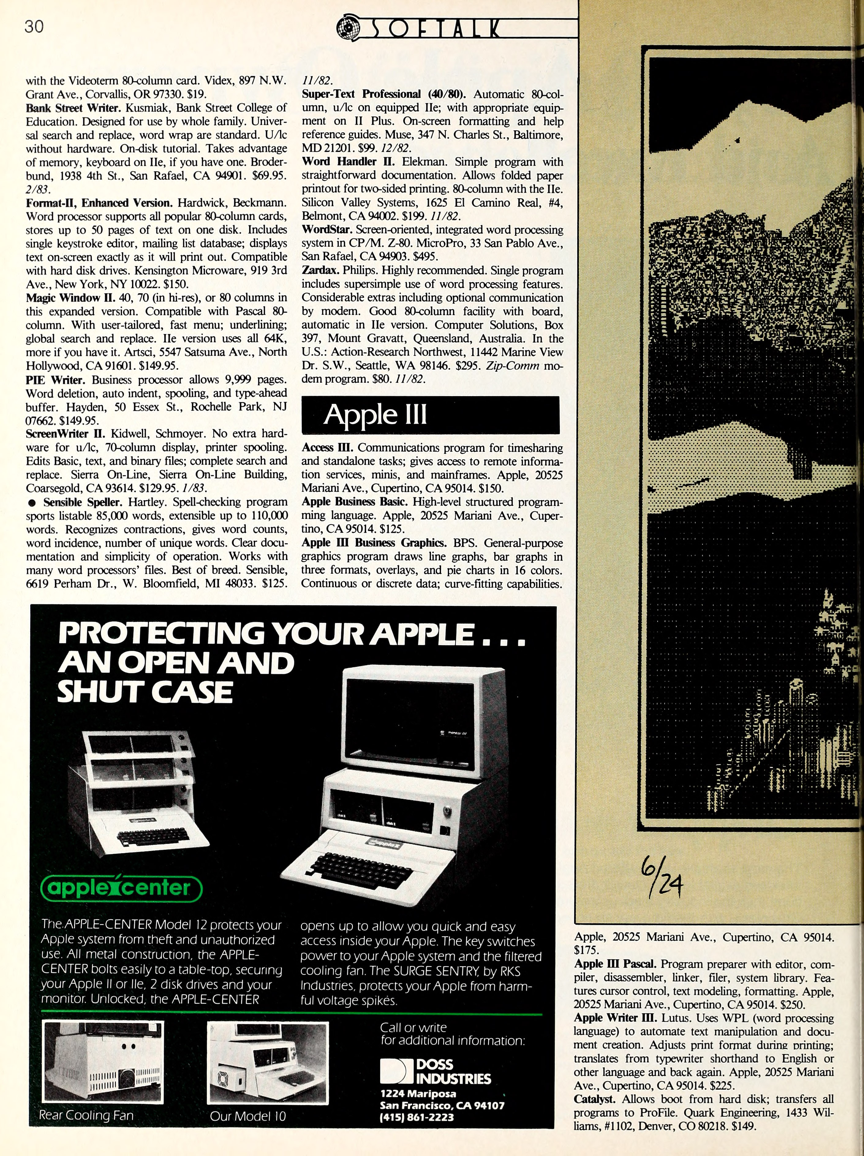 30
SOFTALK
with the Videoterm 80-column card. Videx, 897 N.W.
Grant Ave., Corvallis, OR 97330. $19.
Bank Street Writer. Kusmiak, Bank Street College of
Education. Designed for use by whole family. Univer-
sal search and replace, word wrap are standard. U/lc
without hardware. On-disk tutorial. Takes advantage
of memory, keyboard on IIe, if you have one. Broder-
bund, 1938 4th St., San Rafael, CA 94901. $69.95.
2/83.
Format-II, Enhanced Version. Hardwick, Beckmann.
Word processor supports all popular 80-column cards,
stores up to 50 pages of text on one disk. Includes
single keystroke editor, mailing list database; displays
text on-screen exactly as it will print out. Compatible
with hard disk drives. Kensington Microware, 919 3rd
Ave., New York, NY 10022. $150.
Magic Window II. 40, 70 (in hi-res), or 80 columns in
this expanded version. Compatible with Pascal 80-
column. With user-tailored, fast menu; underlining;
global search and replace. IIe version uses all 64K,
more if you have it. Artsci, 5547 Satsuma Ave., North
Hollywood, CA 91601. $149.95.
PIE Writer. Business processor allows 9,999 pages.
Word deletion, auto indent, spooling, and type-ahead
buffer. Hayden, 50 Essex St., Rochelle Park, NJ
07662. $149.95.
ScreenWriter II. Kidwell, Schmoyer. No extra hard-
ware for u/lc, 70-column display, printer spooling.
Edits Basic, text, and binary files; complete search and
replace. Sierra On-Line, Sierra On-Line Building,
Coarsegold, CA 93614. $129.95. 1/83.
● Sensible Speller. Hartley. Spell-checking program
sports listable 85,000 words, extensible up to 110,000
words. Recognizes contractions, gives word counts,
word incidence, number of unique words. Clear docu-
mentation and simplicity of operation. Works with
many word processors' files. Best of breed. Sensible,
6619 Perham Dr., W. Bloomfield, MI 48033. $125.
11/82.
Super-Text Professional (40/80). Automatic 80-col-
umn, u/lc on equipped IIe; with appropriate equip-
ment on II Plus. On-screen formatting and help
reference guides. Muse, 347 N. Charles St., Baltimore,
MD 21201. $99. 12/82.
Word Handler II. Elekman. Simple program with
straightforward documentation. Allows folded paper
printout for two-sided printing. 80-column with the IIe.
Silicon Valley Systems, 1625 El Camino Real, #4,
Belmont, CA 94002. $199. 11/82.
WordStar. Screen-oriented, integrated word processing
system in CP/M. Z-80. MicroPro, 33 San Pablo Ave.,
San Rafael, CA 94903. $495.
Zardax. Philips. Highly recommended. Single program
includes supersimple use of word processing features.
Considerable extras including optional communication
by modem. Good 80-column facility with board,
automatic in IIe version. Computer Solutions, Box
397, Mount Gravatt, Queensland, Australia. In the
U.S.: Action-Research Northwest, 11442 Marine View
Dr. S.W., Seattle, WA 98146. $295. Zip-Comm mo-
dem program. $80. 11/82.
Apple III
Access III. Communications program for timesharing
and standalone tasks; gives access to remote informa-
tion services, minis, and mainframes. Apple, 20525
Mariani Ave., Cupertino, CA 95014. $150.
Apple Business Basic. High-level structured program-
ming language. Apple, 20525 Mariani Ave., Cuper-
tino, CA 95014. $125.
Apple III Business Graphics. BPS. General-purpose
graphics program draws line graphs, bar graphs in
three formats, overlays, and pie charts in 16 colors.
Continuous or discrete data; curve-fitting capabilities.
PROTECTING YOUR APPLE . . .
AN OPEN AND
SHUT CASE
apple center
The APPLE-CENTER Model 12 protects your
Apple system from theft and unauthorized
use. All metal construction, the APPLE-
CENTER bolts easily to a table-top, securing
your Apple II or IIe, 2 disk drives and your
monitor. Unlocked, the APPLE-CENTER
opens up to allow you quick and easy
access inside your Apple. The key switches
power to your Apple system and the filtered
cooling fan. The SURGE SENTRY, by RKS
Industries, protects your Apple from harm-
ful voltage spikes.
Rear Cooling Fan
Our Model 10
Call or write
for additional information:
DOSS
INDUSTRIES
1224 Mariposa
San Francisco, CA 94107
(415) 861-2223
6/24
Apple, 20525 Mariani Ave., Cupertino, CA 95014.
$175.
Apple III Pascal. Program preparer with editor, com-
piler, disassembler, linker, filer, system library. Fea-
tures cursor control, text modeling, formatting. Apple,
20525 Mariani Ave., Cupertino, CA 95014. $250.
Apple Writer III. Lutus. Uses WPL (word processing
language) to automate text manipulation and docu-
ment creation. Adjusts print format during printing;
translates from typewriter shorthand to English or
other language and back again. Apple, 20525 Mariani
Ave., Cupertino, CA 95014. $225.
Catalyst. Allows boot from hard disk; transfers all
programs to ProFile. Quark Engineering, 1433 Wil-
liams, #1102, Denver, CO 80218. $149.